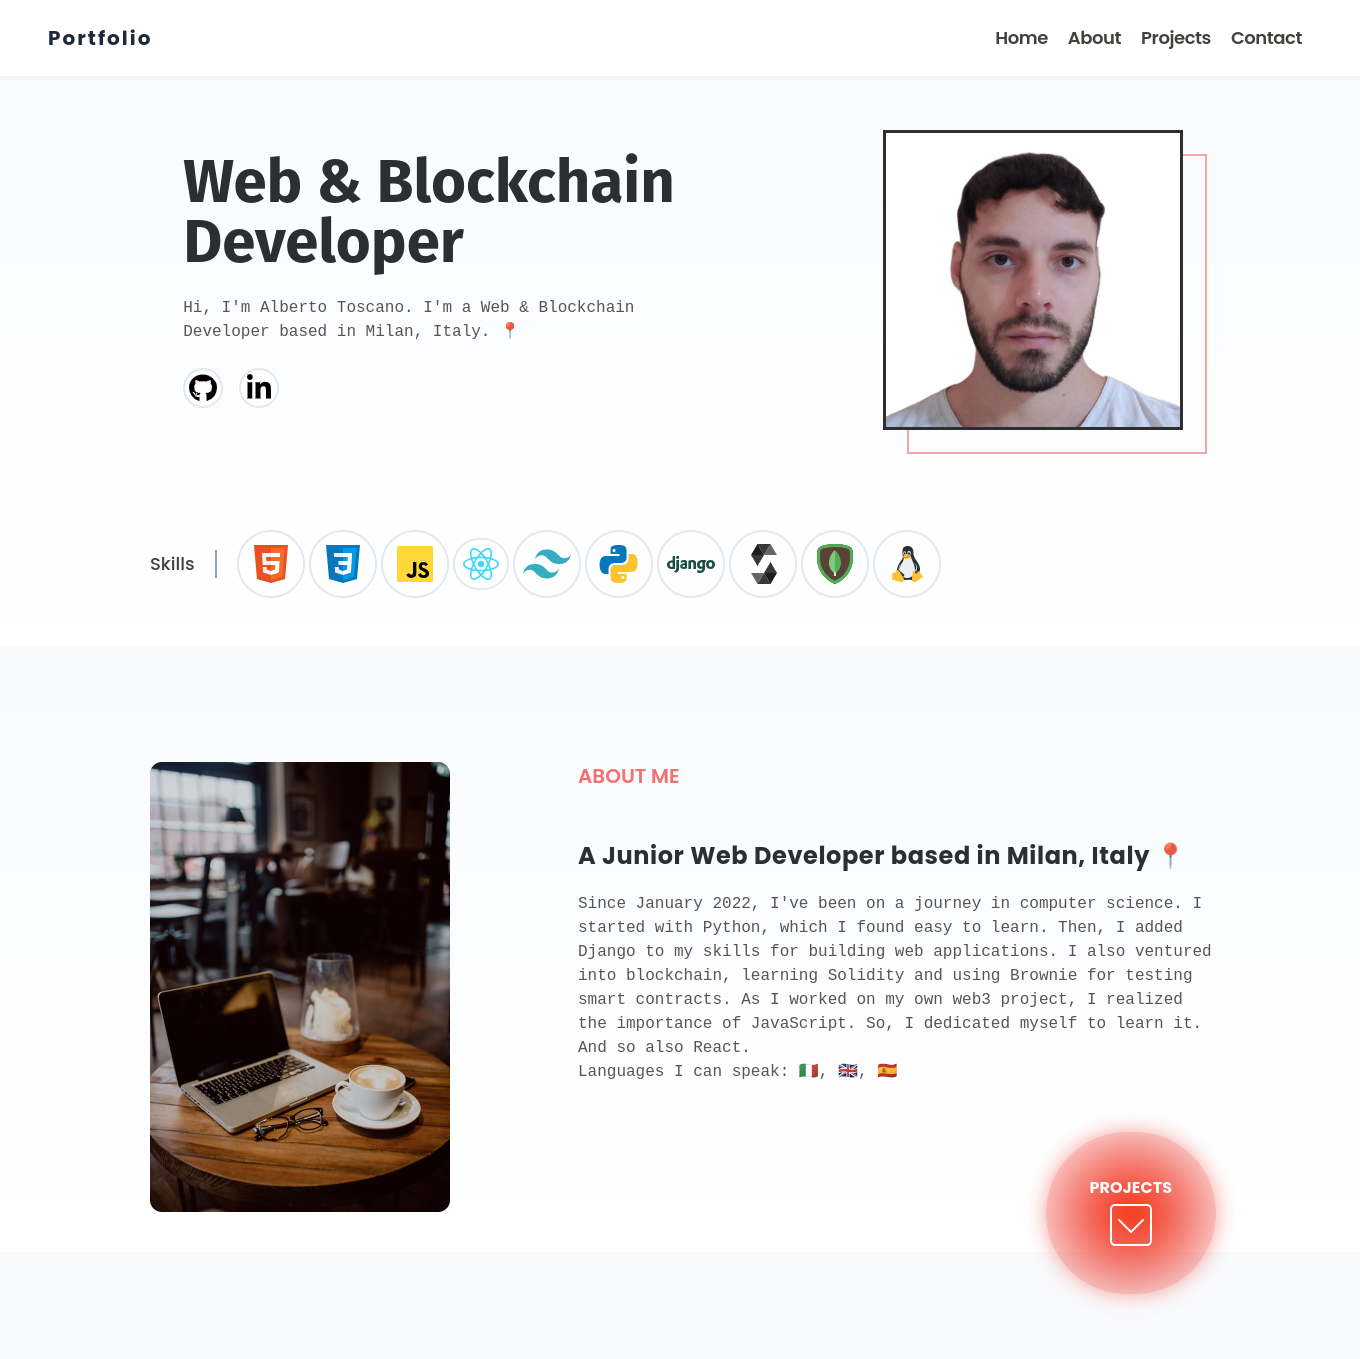 Portfolio
Home About Projects Contact
Web & Blockchain
Developer
Hi, I'm Alberto Toscano. I'm a Web & Blockchain
Developer based in Milan, Italy. 📍
in
Skills
5
3
JS
django
ABOUT ME
A Junior Web Developer based in Milan, Italy 📍
Since January 2022, I've been on a journey in computer science. I
started with Python, which I found easy to learn. Then, I added
Django to my skills for building web applications. I also ventured
into blockchain, learning Solidity and using Brownie for testing
smart contracts. As I worked on my own web3 project, I realized
the importance of JavaScript. So, I dedicated myself to learn it.
And so also React.
Languages I can speak: 🇮🇹, 🇬🇧, 🇪🇸
PROJECTS